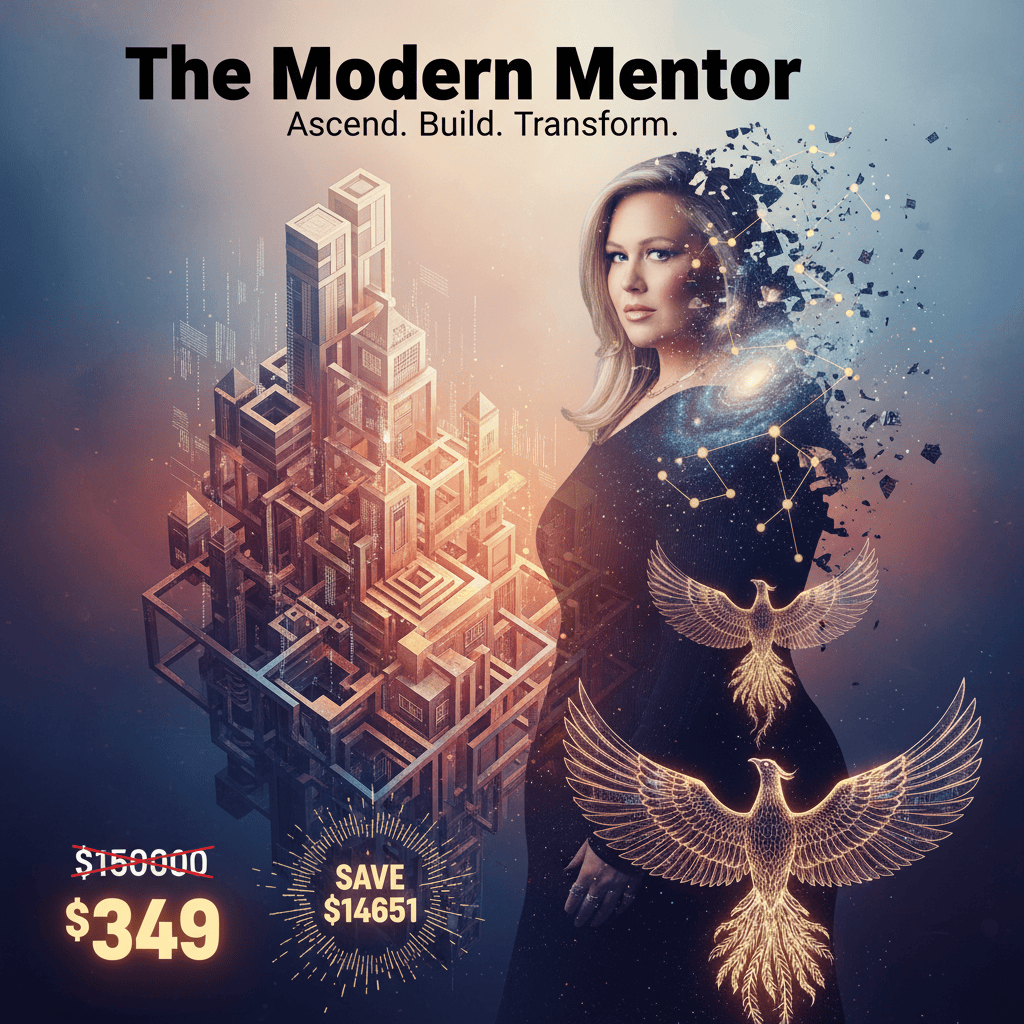 The Modern Mentor
Ascend. Build. Transform.
$150000
$349
SAVE
$14651